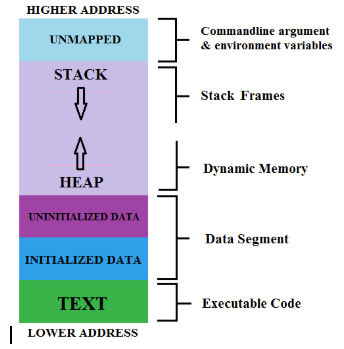 HIGHER ADDRESS
UNMAPPED
Commandline argument
& environment variables
STACK
Stack Frames
HEAP
Dynamic Memory
UNINITIALIZED DATA
INITIALIZED DATA
Data Segment
TEXT
Executable Code
LOWER ADDRESS